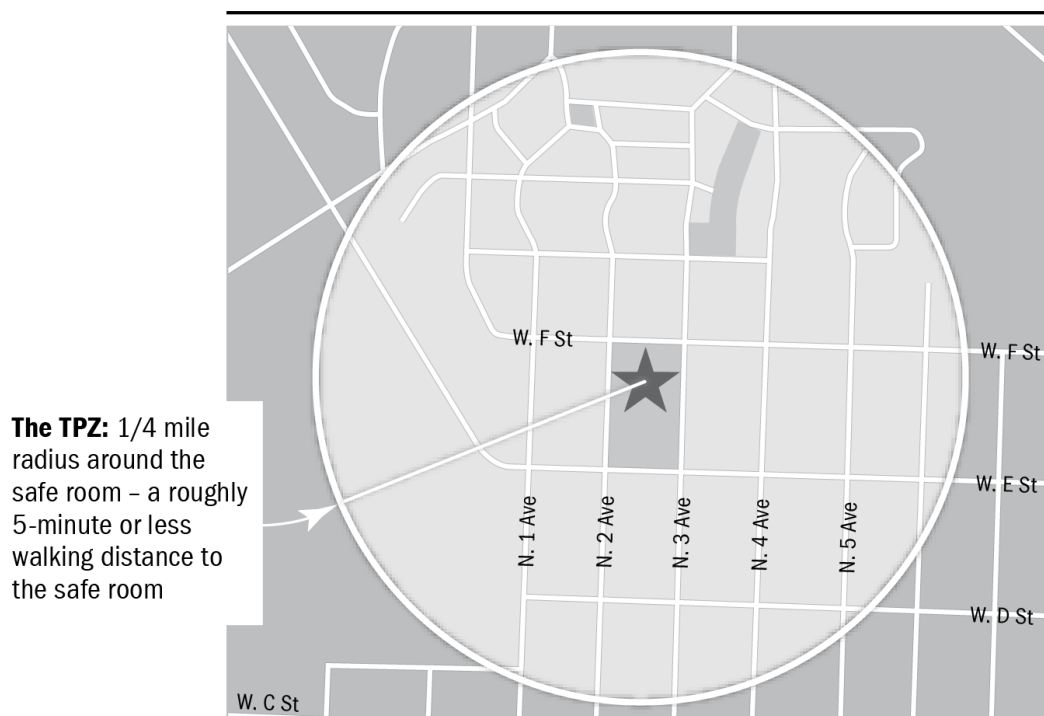 W. F St
W. F St
The TPZ: 1/4 mile
radius around the
safe room – a roughly
5-minute or less
walking distance to
the safe room
W. E St
N. 1 Ave
N. 2 Ave
N. 3 Ave
N. 4 Ave
N. 5 Ave
W. D St
W. C St